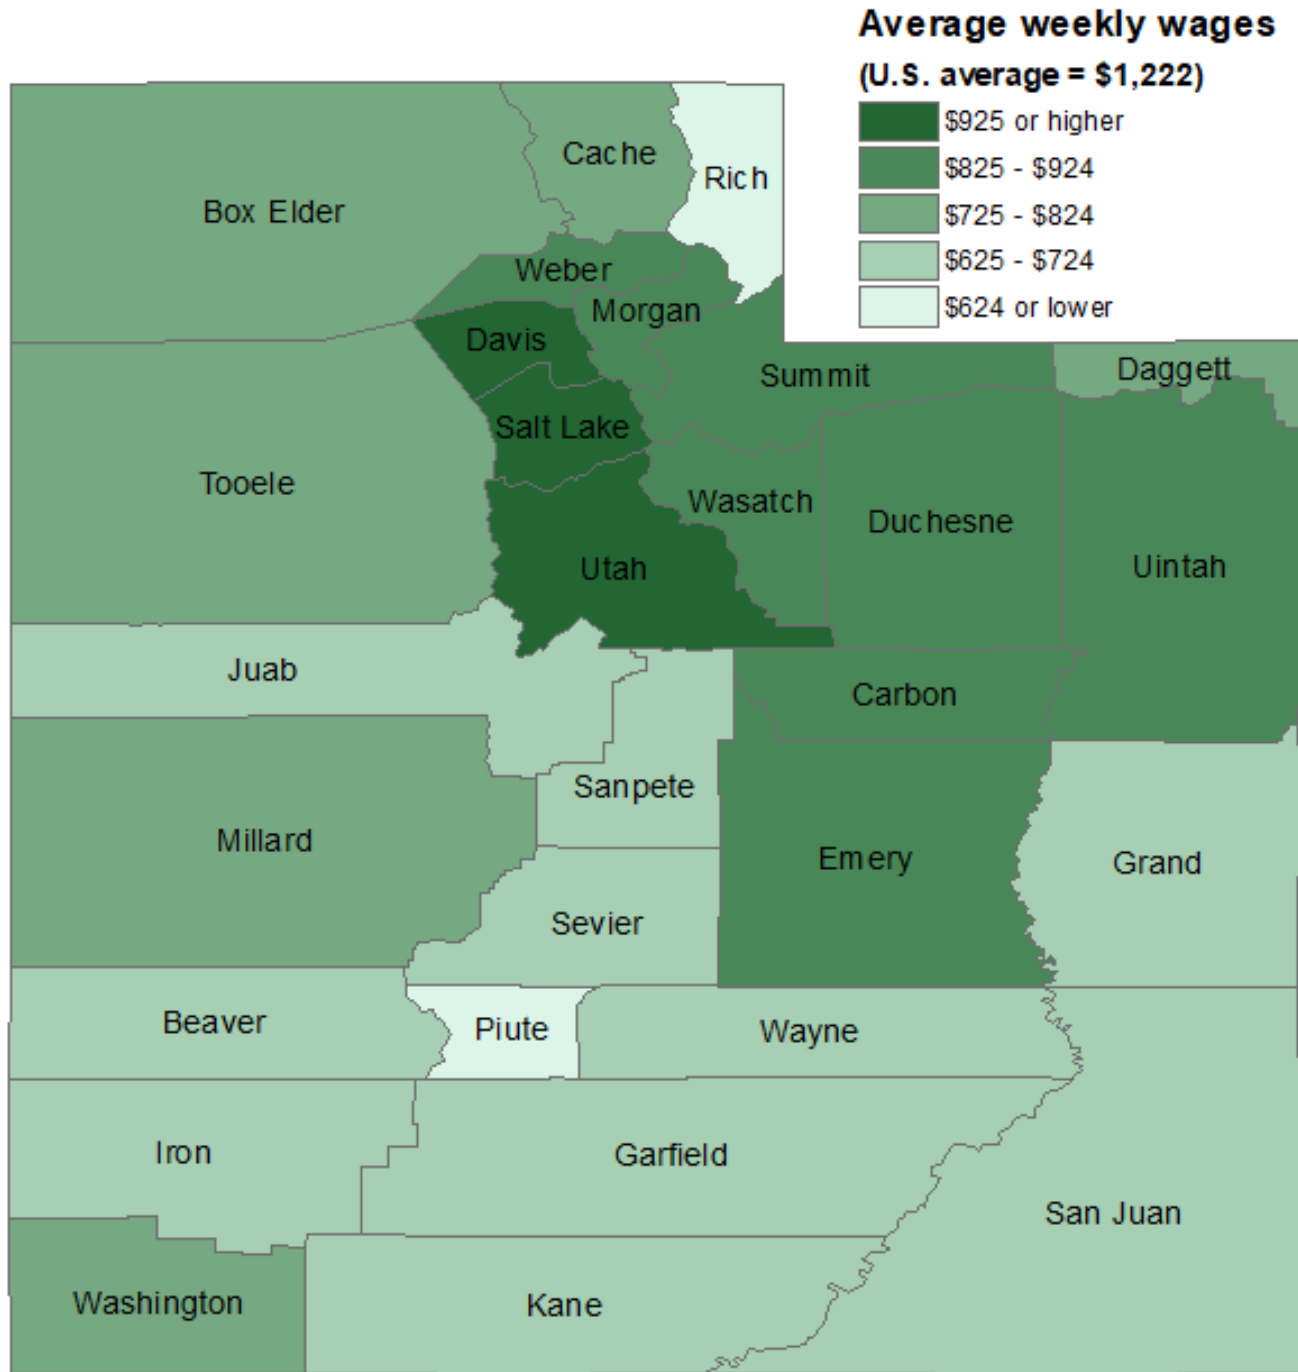 Average weekly wages
(U.S. average = $1,222)
$925 or higher
$825 - $924
$725 - $824
$625 - $724
$624 or lower
Cache
Rich
Box Elder
Weber
Morgan
Davis
Summit
Daggett
Salt Lake
Tooele
Wasatch
Duchesne
Utah
Uintah
Juab
Carbon
Sanpete
Millard
Emery
Grand
Sevier
Beaver
Piute
Wayne
Iron
Garfield
San Juan
Washington
Kane